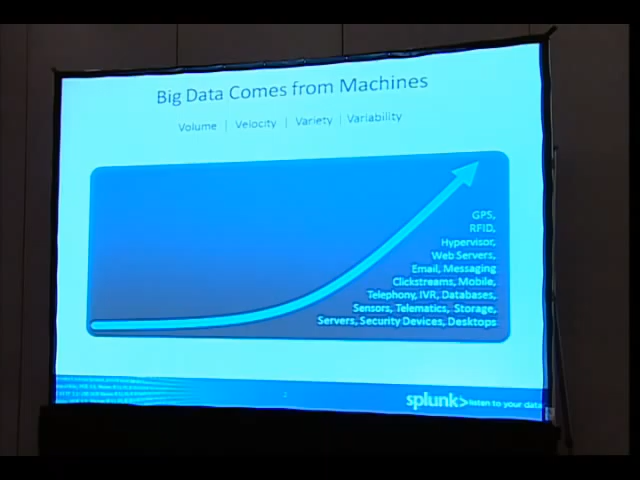 Big Data Comes from Machines
Volume | Velocity | Variety | Variability
GPS,
RFID,
Hypervisor,
Web Servers,
Email, Messaging
Clickstreams, Mobile,
Telephony, IVR, Databases,
Sensors, Telematics, Storage,
Servers, Security Devices, Desktops
2
splunk> listen to your data